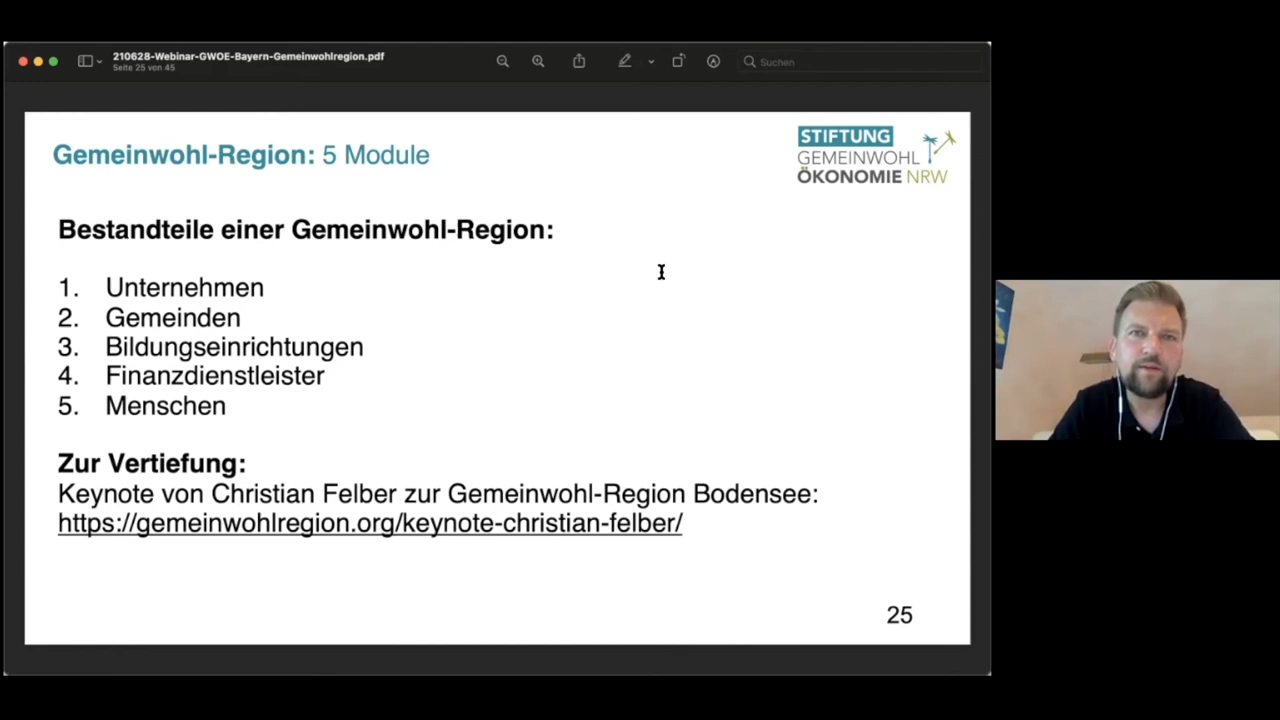 210628-Webinar-GWOE-Bayern-Gemeinwohlregion.pdf
Seite 25 von 45
Suchen
Gemeinwohl-Region: 5 Module
STIFTUNG
GEMEINWOHL
ÖKONOMIE NRW
Bestandteile einer Gemeinwohl-Region:
1. Unternehmen
2. Gemeinden
3. Bildungseinrichtungen
4. Finanzdienstleister
5. Menschen
Zur Vertiefung:
Keynote von Christian Felber zur Gemeinwohl-Region Bodensee:
https://gemeinwohlregion.org/keynote-christian-felber/
25